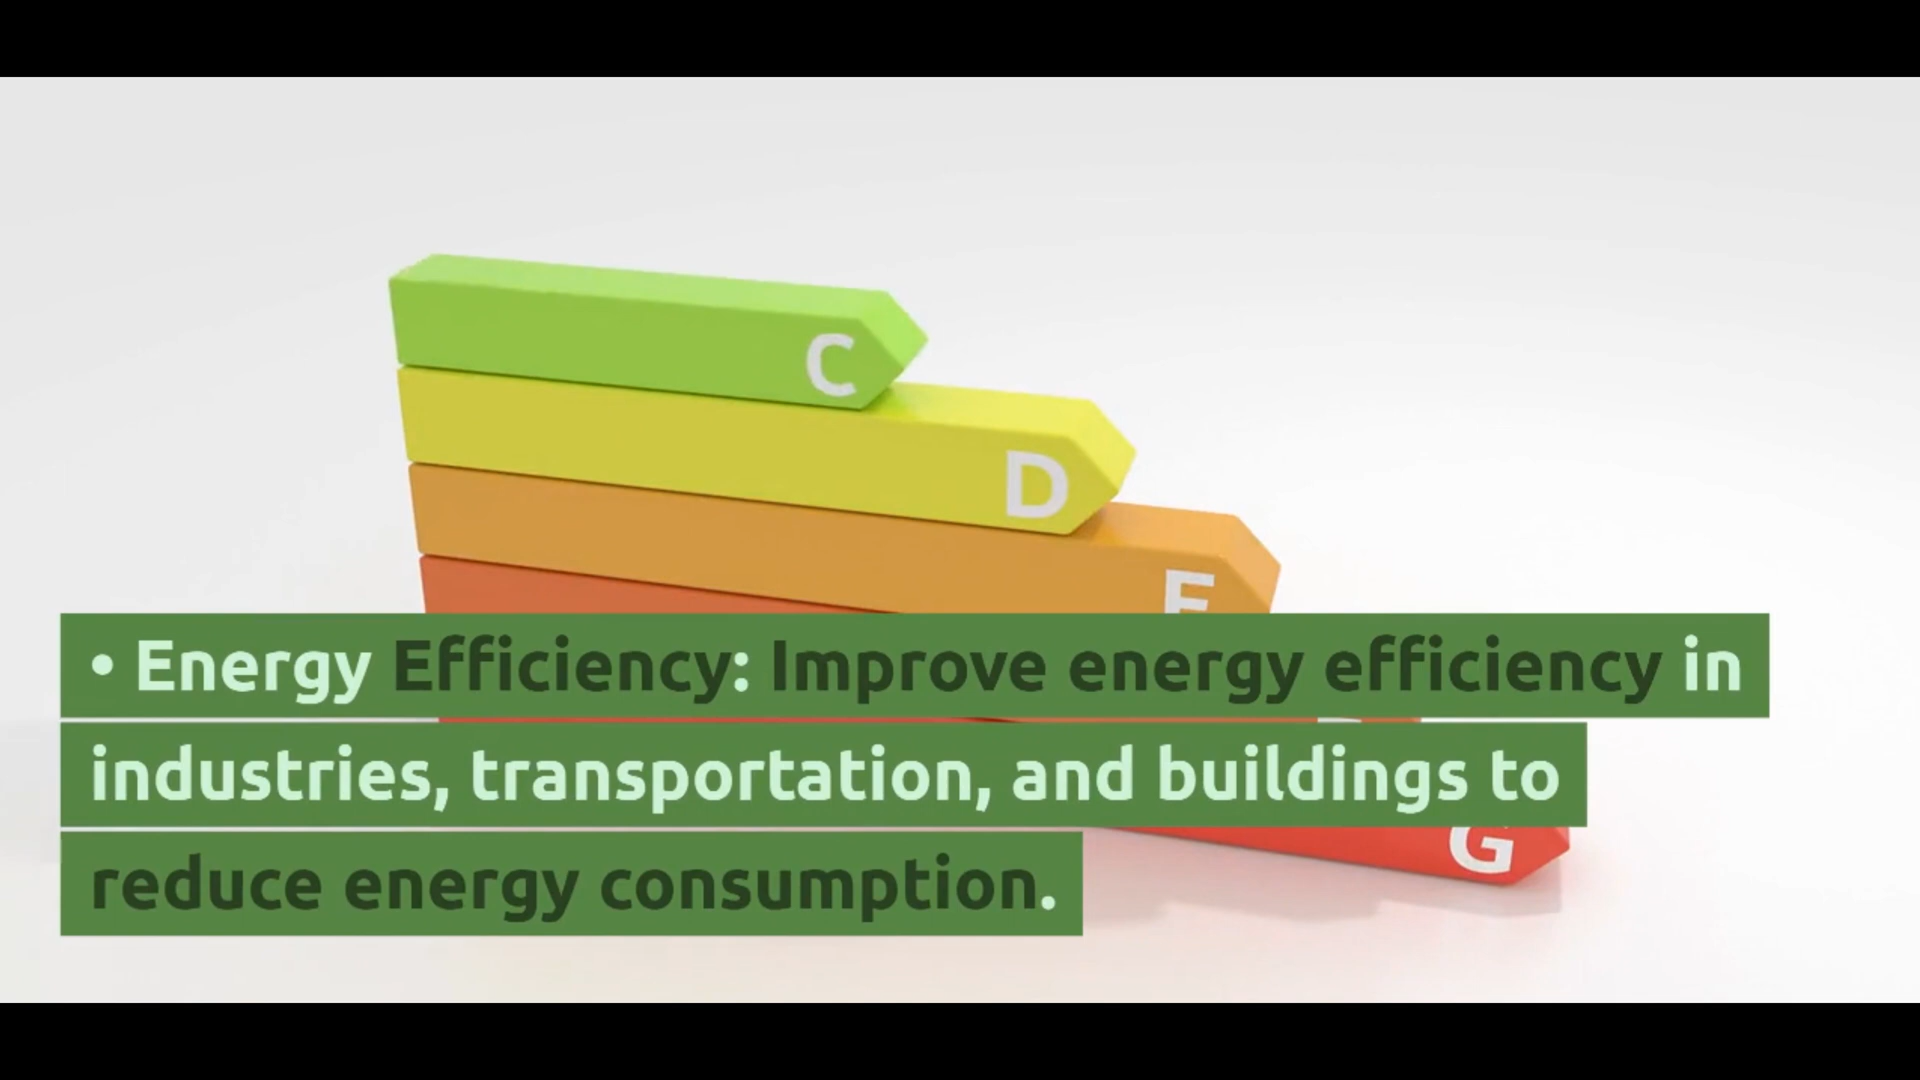 C
D
E
• Energy Efficiency: Improve energy efficiency in
industries, transportation, and buildings to
reduce energy consumption.
G